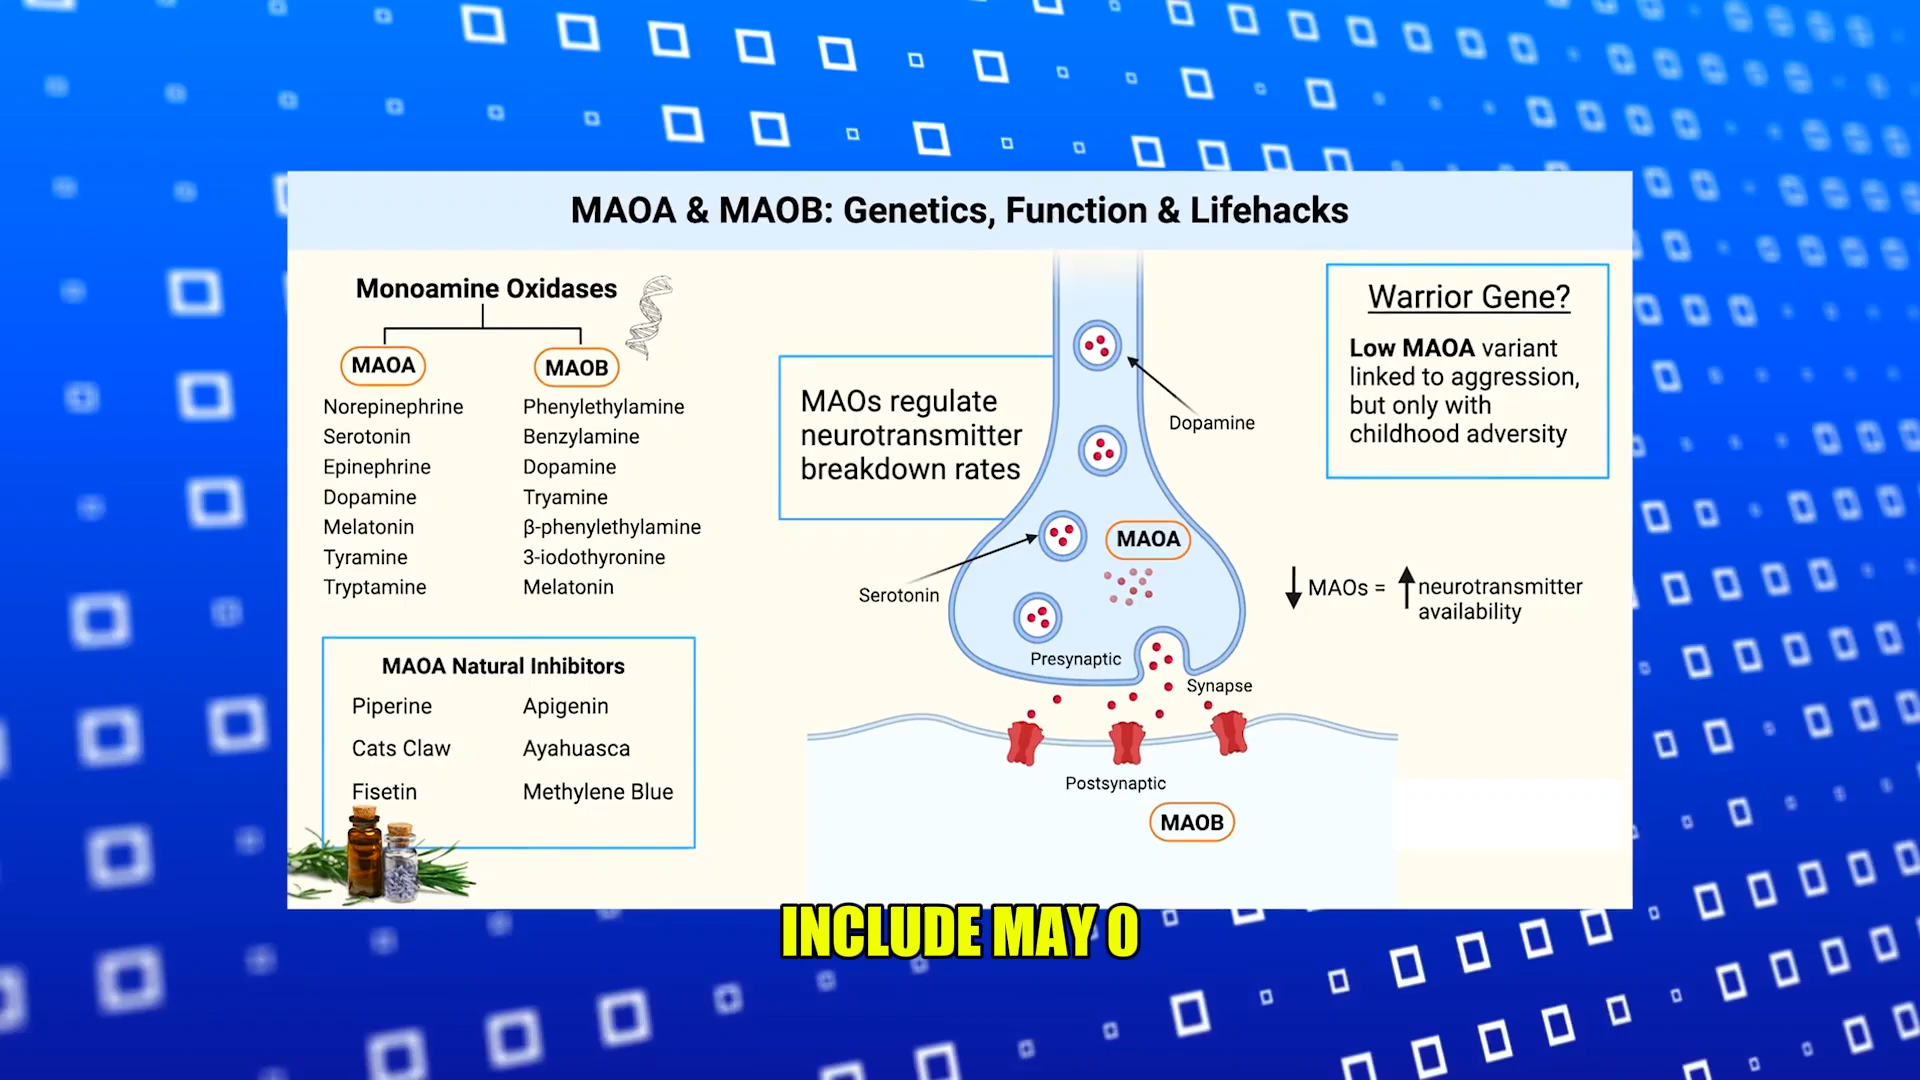 MAOA & MAOB: Genetics, Function & Lifehacks
Monoamine Oxidases
MAOA
Norepinephrine
Serotonin
Epinephrine
Dopamine
Melatonin
Tyramine
Tryptamine
MAOB
Phenylethylamine
Benzylamine
Dopamine
Tryamine
β-phenylethylamine
3-iodothyronine
Melatonin
MAOA Natural Inhibitors
Piperine
Apigenin
Cats Claw
Ayahuasca
Fisetin
Methylene Blue
MAOs regulate
neurotransmitter
breakdown rates
Dopamine
Serotonin
MAOA
Presynaptic
Synapse
Postsynaptic
MAOB
Warrior Gene?
Low MAOA variant
linked to aggression,
but only with
childhood adversity
↓ MAOs = ↑ neurotransmitter
availability
INCLUDE MAY O